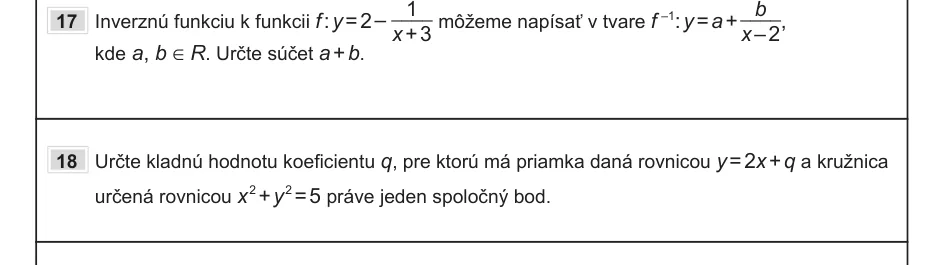 17 Inverznú funkciu k funkcii f: y = 2 − 1/(x+3) môžeme napísať v tvare f⁻¹: y = a + b/(x−2),
kde a, b ∈ R. Určte súčet a + b.
18 Určte kladnú hodnotu koeficientu q, pre ktorú má priamka daná rovnicou y = 2x + q a kružnica
určená rovnicou x² + y² = 5 práve jeden spoločný bod.